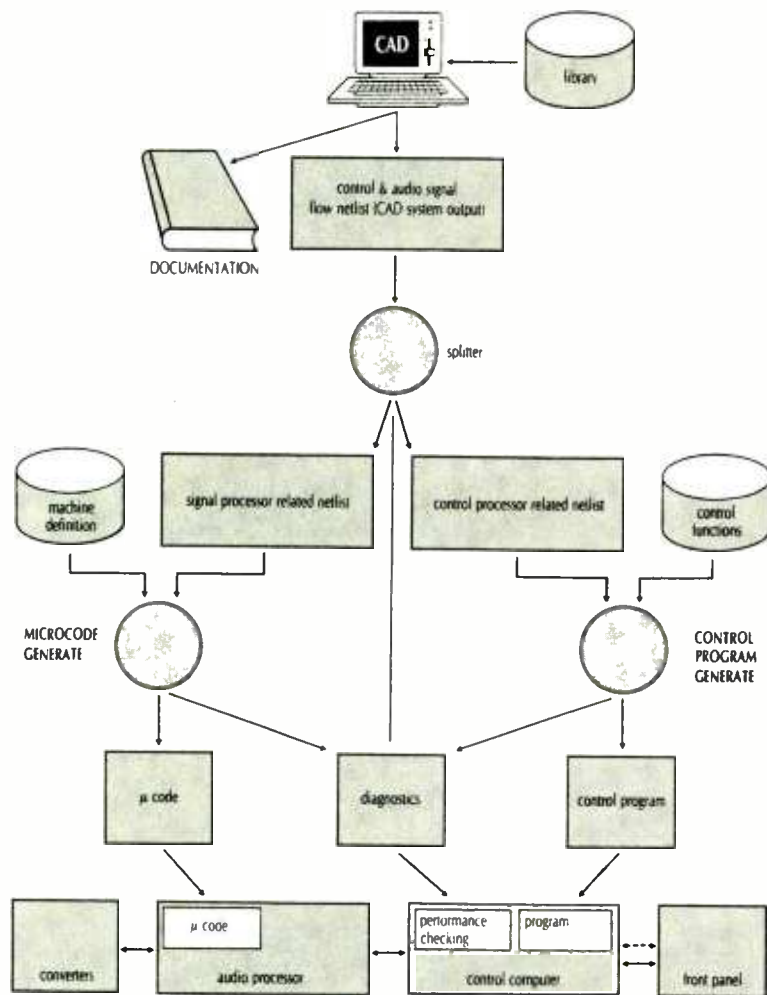 CAD
library
control & audio signal
flow netlist (CAD system output)
DOCUMENTATION
splitter
machine
definition
signal processor related netlist
control processor related netlist
control
functions
MICROCODE
GENERATE
CONTROL
PROGRAM
GENERATE
μ code
diagnostics
control program
μ code
performance
checking
program
converters
audio processor
control computer
front panel